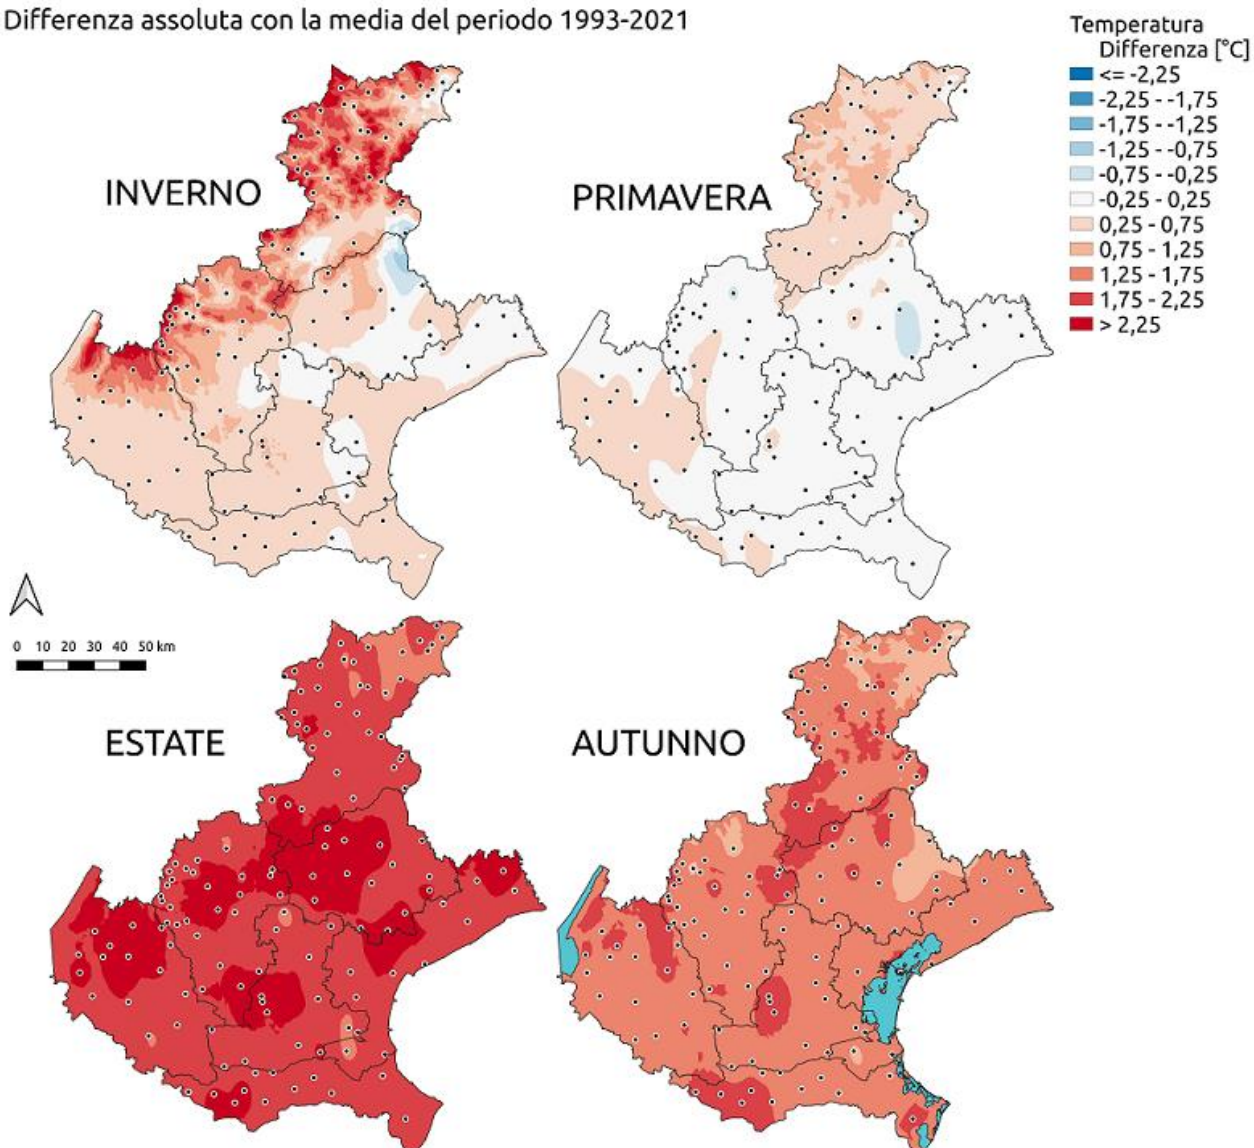 Differenza assoluta con la media del periodo 1993-2021
Temperatura
Differenza [°C]
<= -2,25
-2,25 - -1,75
-1,75 - -1,25
-1,25 - -0,75
-0,75 - -0,25
-0,25 - 0,25
0,25 - 0,75
0,75 - 1,25
1,25 - 1,75
1,75 - 2,25
> 2,25
INVERNO
PRIMAVERA
0 10 20 30 40 50 km
ESTATE
AUTUNNO